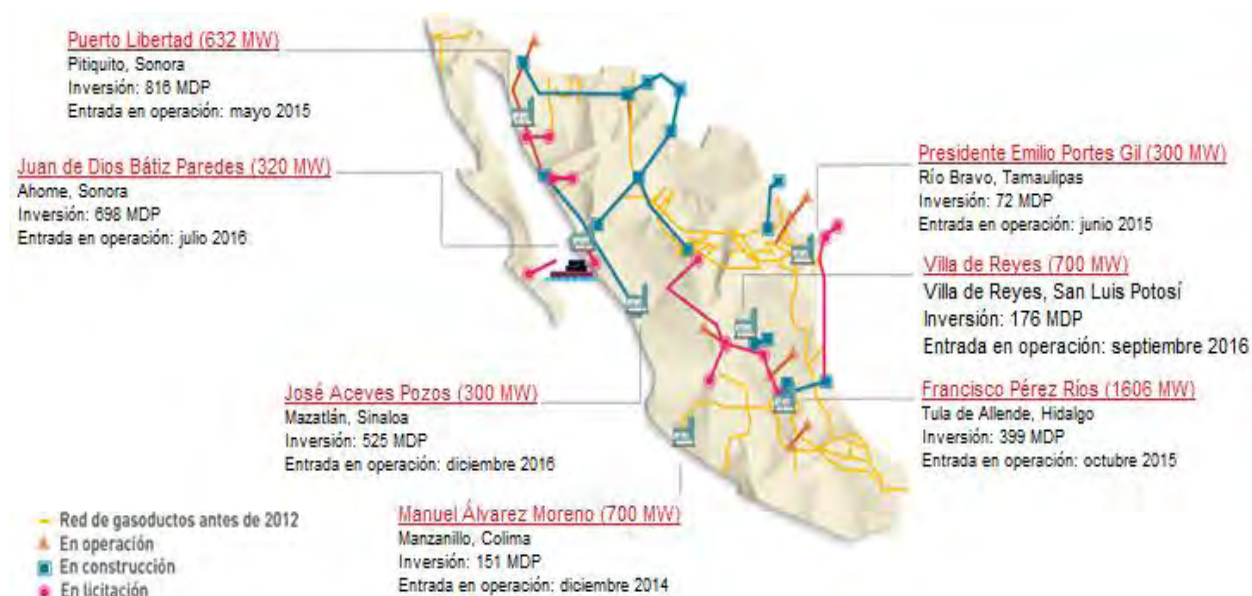 Puerto Libertad (632 MW)
Pitiquito, Sonora
Inversión: 816 MDP
Entrada en operación: mayo 2015
Juan de Dios Bátiz Paredes (320 MW)
Ahome, Sonora
Inversión: 698 MDP
Entrada en operación: julio 2016
José Aceves Pozos (300 MW)
Mazatlán, Sinaloa
Inversión: 525 MDP
Entrada en operación: diciembre 2016
Manuel Álvarez Moreno (700 MW)
Manzanillo, Colima
Inversión: 151 MDP
Entrada en operación: diciembre 2014
Presidente Emilio Portes Gil (300 MW)
Río Bravo, Tamaulipas
Inversión: 72 MDP
Entrada en operación: junio 2015
Villa de Reyes (700 MW)
Villa de Reyes, San Luis Potosí
Inversión: 176 MDP
Entrada en operación: septiembre 2016
Francisco Pérez Ríos (1606 MW)
Tula de Allende, Hidalgo
Inversión: 399 MDP
Entrada en operación: octubre 2015
Red de gasoductos antes de 2012
En operación
En construcción
En licitación